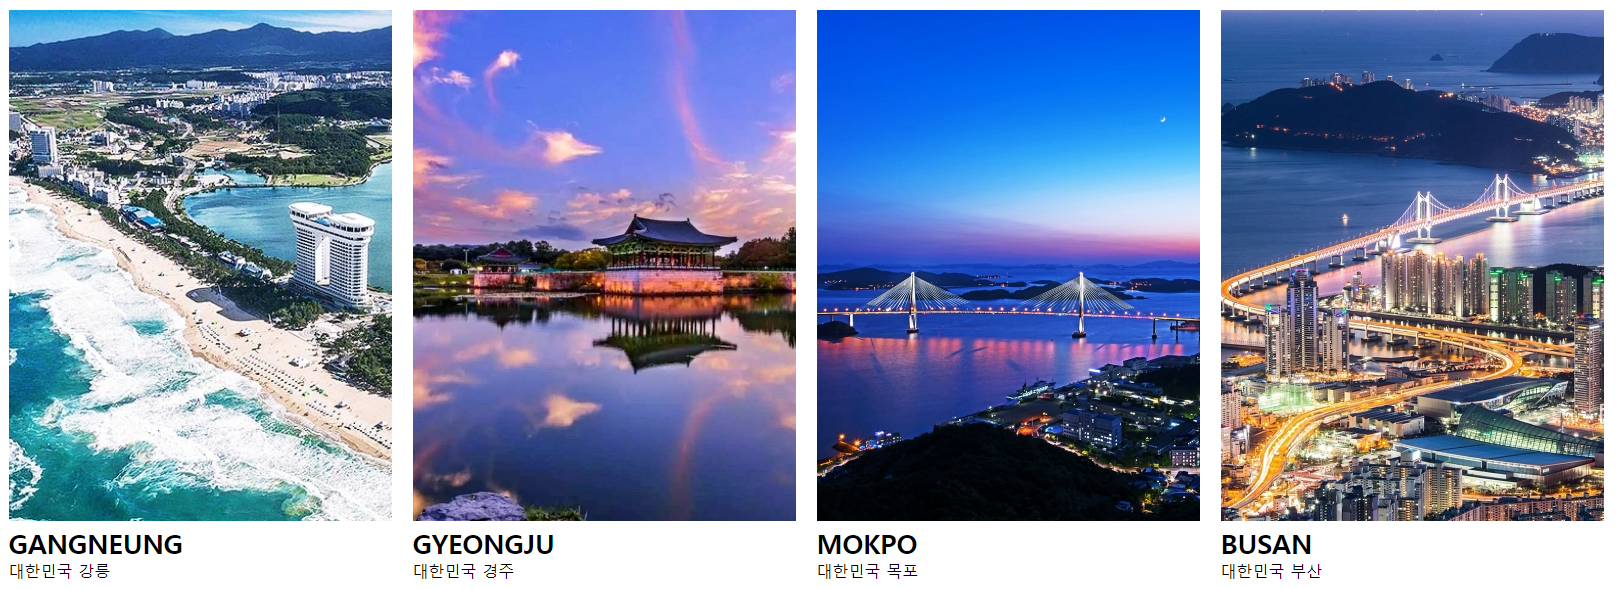 GANGNEUNG
대한민국 강릉
GYEONGJU
대한민국 경주
MOKPO
대한민국 목포
BUSAN
대한민국 부산